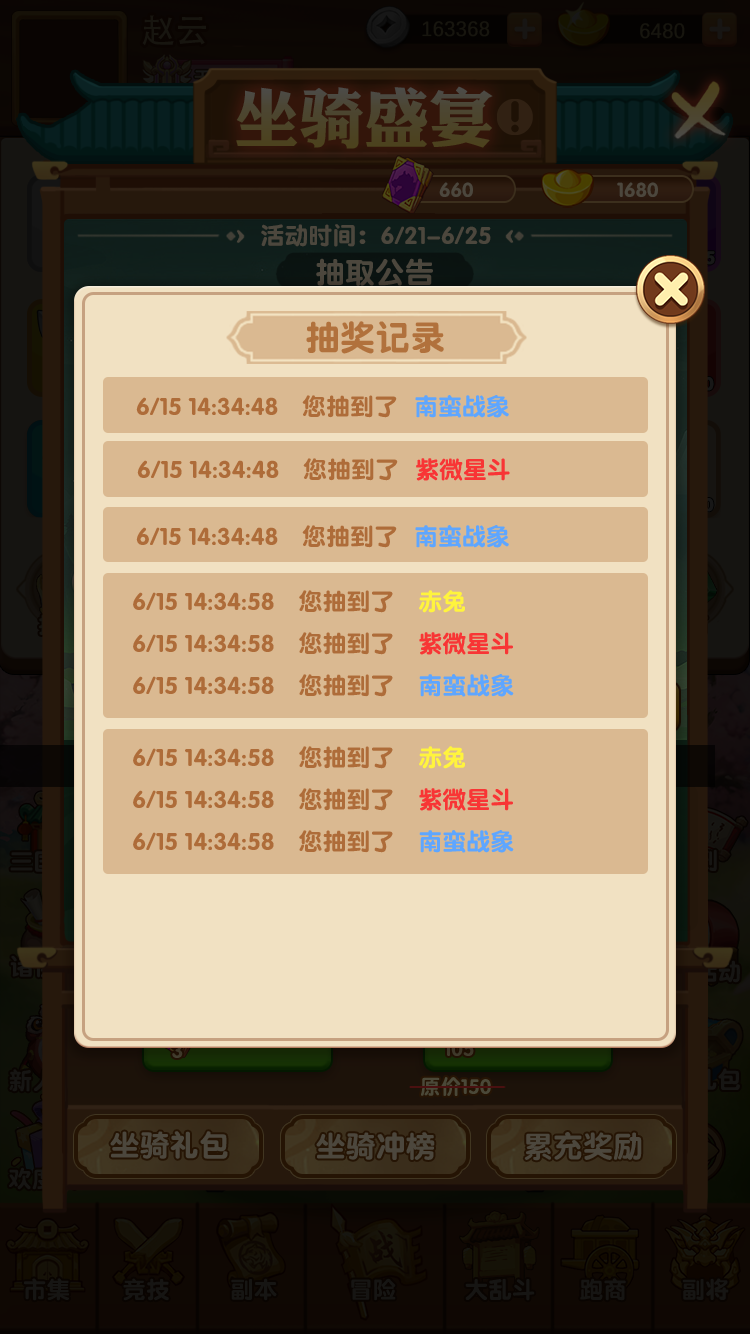 赵云
163368
6480
坐骑盛宴
660
1680
活动时间：6/21-6/25
抽取公告
抽奖记录
6/15 14:34:48 您抽到了 南蛮战象
6/15 14:34:48 您抽到了 紫微星斗
6/15 14:34:48 您抽到了 南蛮战象
6/15 14:34:58 您抽到了 赤兔
6/15 14:34:58 您抽到了 紫微星斗
6/15 14:34:58 您抽到了 南蛮战象
6/15 14:34:58 您抽到了 赤兔
6/15 14:34:58 您抽到了 紫微星斗
6/15 14:34:58 您抽到了 南蛮战象
105
原价150
坐骑礼包 坐骑冲榜 累充奖励
市集 竞技 副本 冒险 大乱斗 跑商 副将